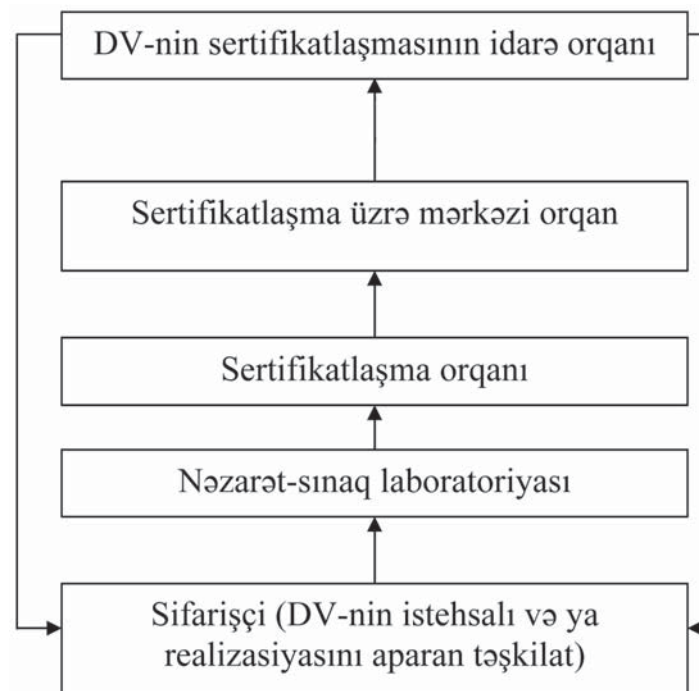 DV-nin sertifikatlaşmasının idarə orqanı
Sertifikatlaşma üzrə mərkəzi orqan
Sertifikatlaşma orqanı
Nəzarət-sınaq laboratoriyası
Sifarişçi (DV-nin istehsalı və ya
realizasiyasını aparan təşkilat)